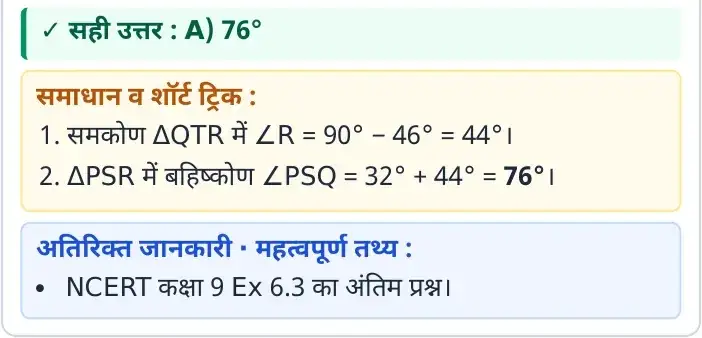 ✓ सही उत्तर : A) 76°
समाधान व शॉर्ट ट्रिक :
1. समकोण ΔQTR में ∠R = 90° − 46° = 44°।
2. ΔPSR में बहिष्कोण ∠PSQ = 32° + 44° = 76°।
अतिरिक्त जानकारी · महत्वपूर्ण तथ्य :
• NCERT कक्षा 9 Ex 6.3 का अंतिम प्रश्न।